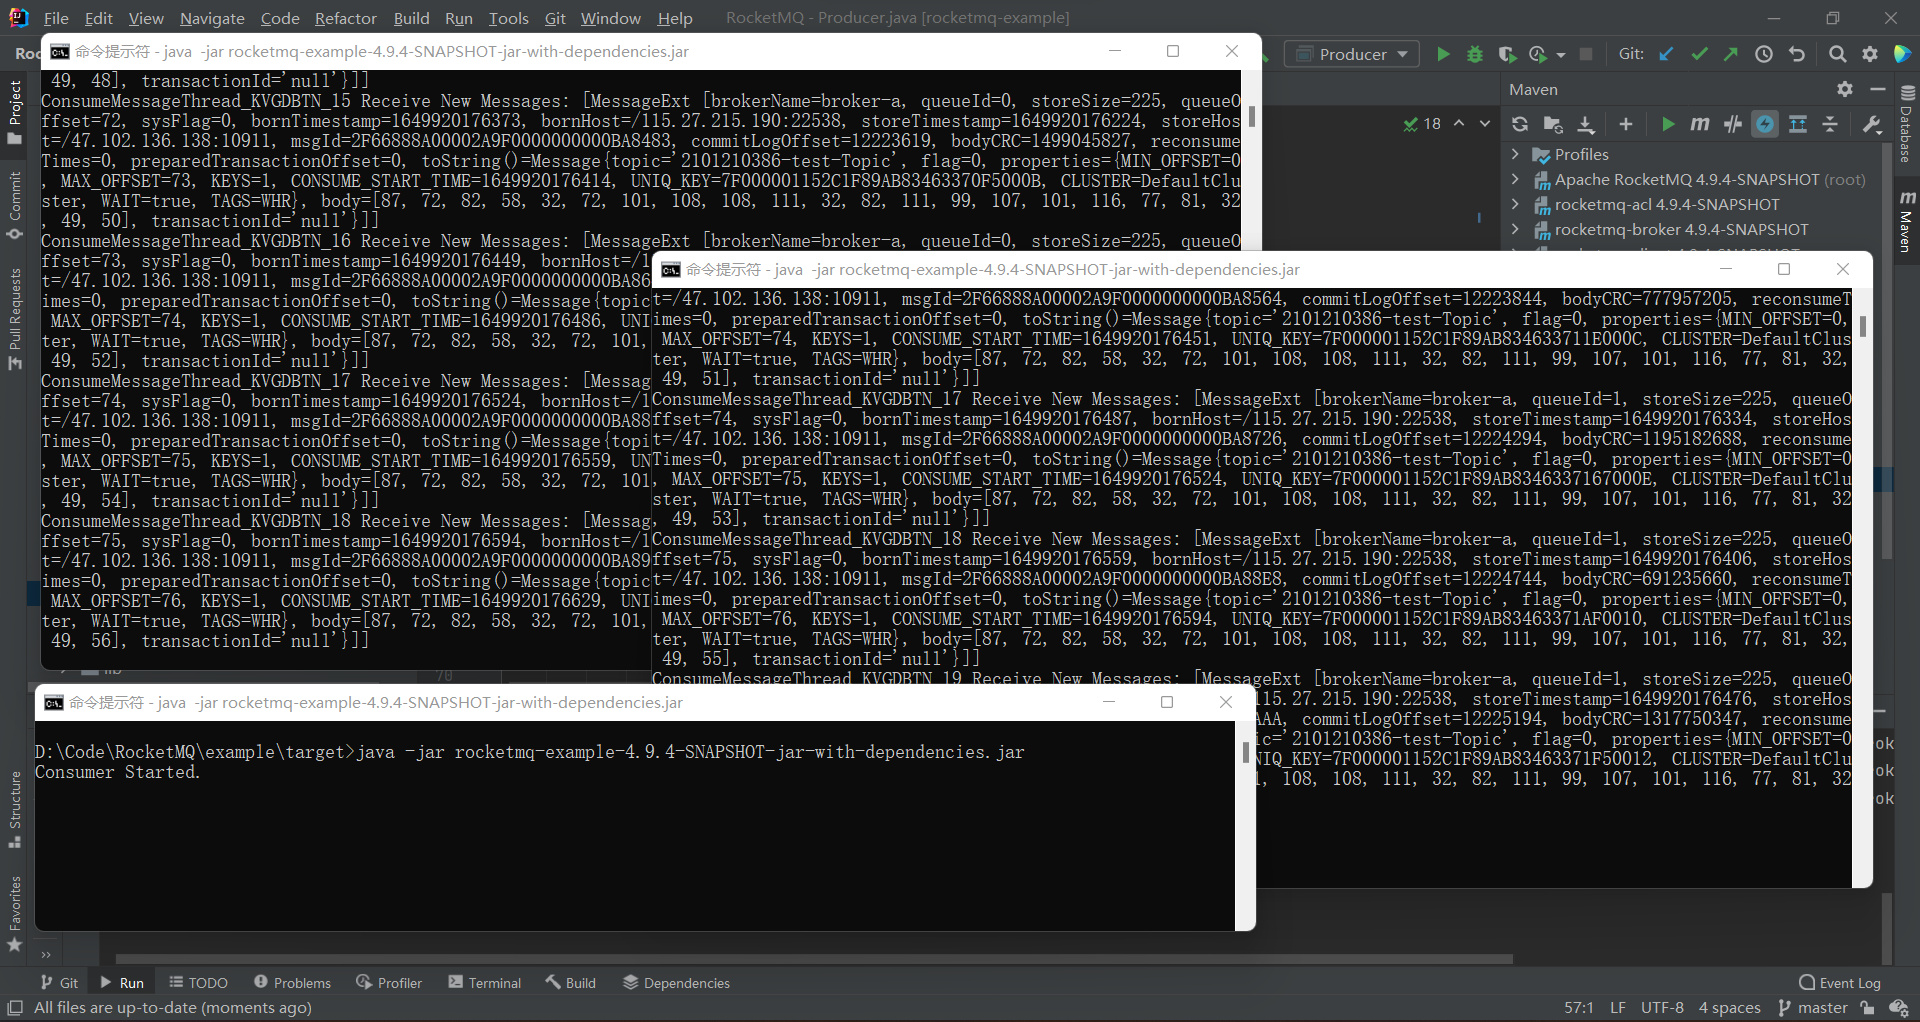 File Edit View Navigate Code Refactor Build Run Tools Git Window Help RocketMQ - Producer.java [rocketmq-example]
Producer Git:
命令提示符 - java  -jar rocketmq-example-4.9.4-SNAPSHOT-jar-with-dependencies.jar
49, 48], transactionId='null'}]]
ConsumeMessageThread_KVGDBTN_15 Receive New Messages: [MessageExt [brokerName=broker-a, queueId=0, storeSize=225, queueO
ffset=72, sysFlag=0, bornTimestamp=1649920176373, bornHost=/115.27.215.190:22538, storeTimestamp=1649920176224, storeHos
t=/47.102.136.138:10911, msgId=2F66888A00002A9F0000000000BA8483, commitLogOffset=12223619, bodyCRC=1499045827, reconsume
Times=0, preparedTransactionOffset=0, toString()=Message{topic='2101210386-test-Topic', flag=0, properties={MIN_OFFSET=0
, MAX_OFFSET=73, KEYS=1, CONSUME_START_TIME=1649920176414, UNIQ_KEY=7F000001152C1F89AB83463370F5000B, CLUSTER=DefaultClu
ster, WAIT=true, TAGS=WHR}, body=[87, 72, 82, 58, 32, 72, 101, 108, 108, 111, 32, 82, 111, 99, 107, 101, 116, 77, 81, 32
, 49, 50], transactionId='null'}]]
ConsumeMessageThread_KVGDBTN_16 Receive New Messages: [MessageExt [brokerName=broker-a, queueId=0, storeSize=225, queueO
ffset=73, sysFlag=0, bornTimestamp=1649920176449, bornHost=/1
t=/47.102.136.138:10911, msgId=2F66888A00002A9F0000000000BA86
imes=0, preparedTransactionOffset=0, toString()=Message{topic
MAX_OFFSET=74, KEYS=1, CONSUME_START_TIME=1649920176486, UNI
ter, WAIT=true, TAGS=WHR}, body=[87, 72, 82, 58, 32, 72, 101,
49, 52], transactionId='null'}]]
ConsumeMessageThread_KVGDBTN_17 Receive New Messages: [Messag
ffset=74, sysFlag=0, bornTimestamp=1649920176524, bornHost=/1
t=/47.102.136.138:10911, msgId=2F66888A00002A9F0000000000BA88
Times=0, preparedTransactionOffset=0, toString()=Message{topi
, MAX_OFFSET=75, KEYS=1, CONSUME_START_TIME=1649920176559, UN
ster, WAIT=true, TAGS=WHR}, body=[87, 72, 82, 58, 32, 72, 101
, 49, 54], transactionId='null'}]]
ConsumeMessageThread_KVGDBTN_18 Receive New Messages: [Messag
ffset=75, sysFlag=0, bornTimestamp=1649920176594, bornHost=/1
t=/47.102.136.138:10911, msgId=2F66888A00002A9F0000000000BA89
imes=0, preparedTransactionOffset=0, toString()=Message{topic
MAX_OFFSET=76, KEYS=1, CONSUME_START_TIME=1649920176629, UNI
ter, WAIT=true, TAGS=WHR}, body=[87, 72, 82, 58, 32, 72, 101,
49, 56], transactionId='null'}]]
命令提示符 - java  -jar rocketmq-example-4.9.4-SNAPSHOT-jar-with-dependencies.jar
t=/47.102.136.138:10911, msgId=2F66888A00002A9F0000000000BA8564, commitLogOffset=12223844, bodyCRC=777957205, reconsumeT
imes=0, preparedTransactionOffset=0, toString()=Message{topic='2101210386-test-Topic', flag=0, properties={MIN_OFFSET=0,
MAX_OFFSET=74, KEYS=1, CONSUME_START_TIME=1649920176451, UNIQ_KEY=7F000001152C1F89AB834633711E000C, CLUSTER=DefaultClus
ter, WAIT=true, TAGS=WHR}, body=[87, 72, 82, 58, 32, 72, 101, 108, 108, 111, 32, 82, 111, 99, 107, 101, 116, 77, 81, 32,
49, 51], transactionId='null'}]]
ConsumeMessageThread_KVGDBTN_17 Receive New Messages: [MessageExt [brokerName=broker-a, queueId=1, storeSize=225, queueO
ffset=74, sysFlag=0, bornTimestamp=1649920176487, bornHost=/115.27.215.190:22538, storeTimestamp=1649920176334, storeHos
t=/47.102.136.138:10911, msgId=2F66888A00002A9F0000000000BA8726, commitLogOffset=12224294, bodyCRC=1195182688, reconsume
Times=0, preparedTransactionOffset=0, toString()=Message{topic='2101210386-test-Topic', flag=0, properties={MIN_OFFSET=0
, MAX_OFFSET=75, KEYS=1, CONSUME_START_TIME=1649920176524, UNIQ_KEY=7F000001152C1F89AB8346337167000E, CLUSTER=DefaultClu
ster, WAIT=true, TAGS=WHR}, body=[87, 72, 82, 58, 32, 72, 101, 108, 108, 111, 32, 82, 111, 99, 107, 101, 116, 77, 81, 32
, 49, 53], transactionId='null'}]]
ConsumeMessageThread_KVGDBTN_18 Receive New Messages: [MessageExt [brokerName=broker-a, queueId=1, storeSize=225, queueO
ffset=75, sysFlag=0, bornTimestamp=1649920176559, bornHost=/115.27.215.190:22538, storeTimestamp=1649920176406, storeHos
t=/47.102.136.138:10911, msgId=2F66888A00002A9F0000000000BA88E8, commitLogOffset=12224744, bodyCRC=691235660, reconsumeT
imes=0, preparedTransactionOffset=0, toString()=Message{topic='2101210386-test-Topic', flag=0, properties={MIN_OFFSET=0,
MAX_OFFSET=76, KEYS=1, CONSUME_START_TIME=1649920176594, UNIQ_KEY=7F000001152C1F89AB83463371AF0010, CLUSTER=DefaultClus
ter, WAIT=true, TAGS=WHR}, body=[87, 72, 82, 58, 32, 72, 101, 108, 108, 111, 32, 82, 111, 99, 107, 101, 116, 77, 81, 32,
49, 55], transactionId='null'}]]
ConsumeMessageThread_KVGDBTN_19 Receive New Messages: [MessageExt [brokerName=broker-a, queueId=1, storeSize=225, queueO
15.27.215.190:22538, storeTimestamp=1649920176476, storeHos
AAA, commitLogOffset=12225194, bodyCRC=1317750347, reconsume
ic='2101210386-test-Topic', flag=0, properties={MIN_OFFSET=0
NIQ_KEY=7F000001152C1F89AB83463371F50012, CLUSTER=DefaultClu
, 108, 108, 111, 32, 82, 111, 99, 107, 101, 116, 77, 81, 32
命令提示符 - java  -jar rocketmq-example-4.9.4-SNAPSHOT-jar-with-dependencies.jar
D:\Code\RocketMQ\example\target>java -jar rocketmq-example-4.9.4-SNAPSHOT-jar-with-dependencies.jar
Consumer Started.
18
Maven
Profiles
Apache RocketMQ 4.9.4-SNAPSHOT (root)
rocketmq-acl 4.9.4-SNAPSHOT
rocketmq-broker 4.9.4-SNAPSHOT
Project
Commit
Pull Requests
Structure
Favorites
Database
Maven
70
ok
ok
ok
Git Run TODO Problems Profiler Terminal Build Dependencies Event Log
All files are up-to-date (moments ago) 57:1 LF UTF-8 4 spaces master